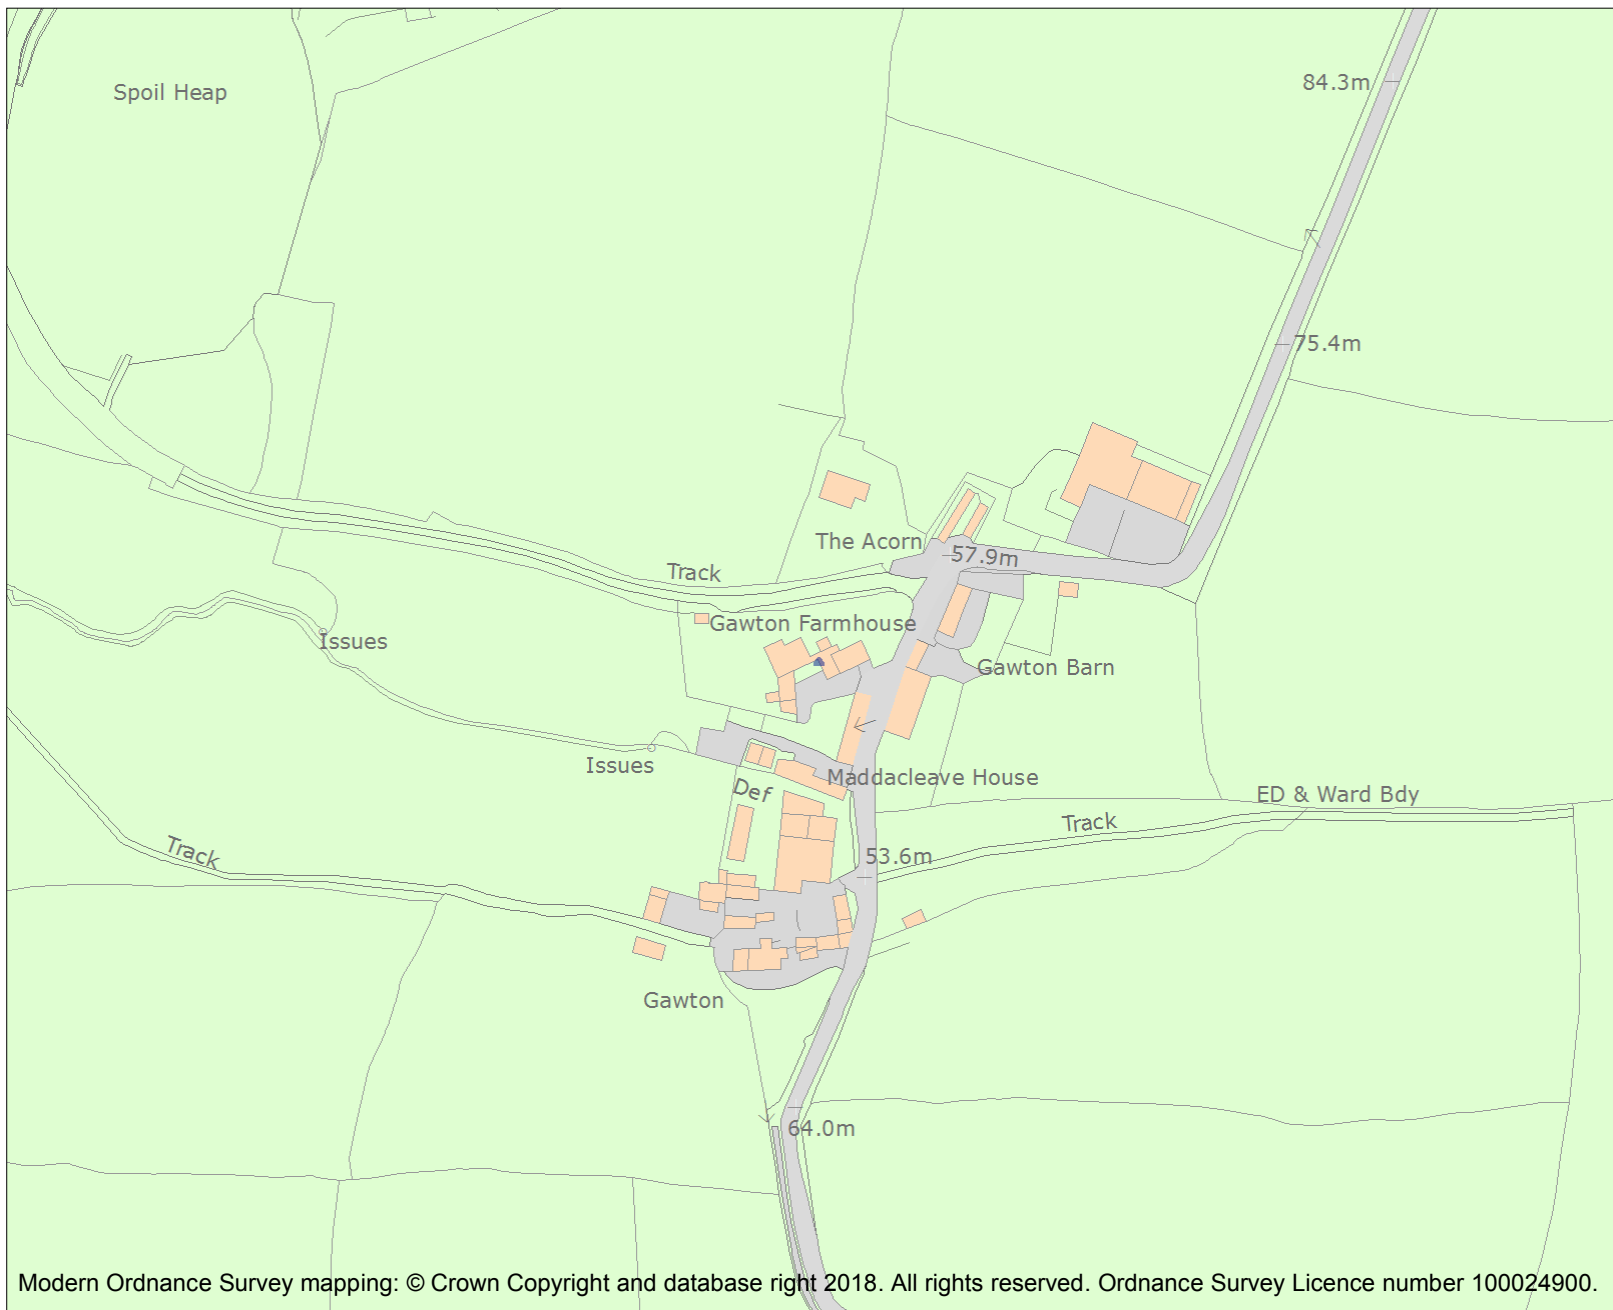 84.3m
Spoil Heap
75.4m
The Acorn
57.9m
Track
Gawton Farmhouse
Issues
Gawton Barn
Issues
Maddacleave House
Def
ED & Ward Bdy
Track
Track
53.6m
Gawton
64.0m
Modern Ordnance Survey mapping: © Crown Copyright and database right 2018. All rights reserved. Ordnance Survey Licence number 100024900.